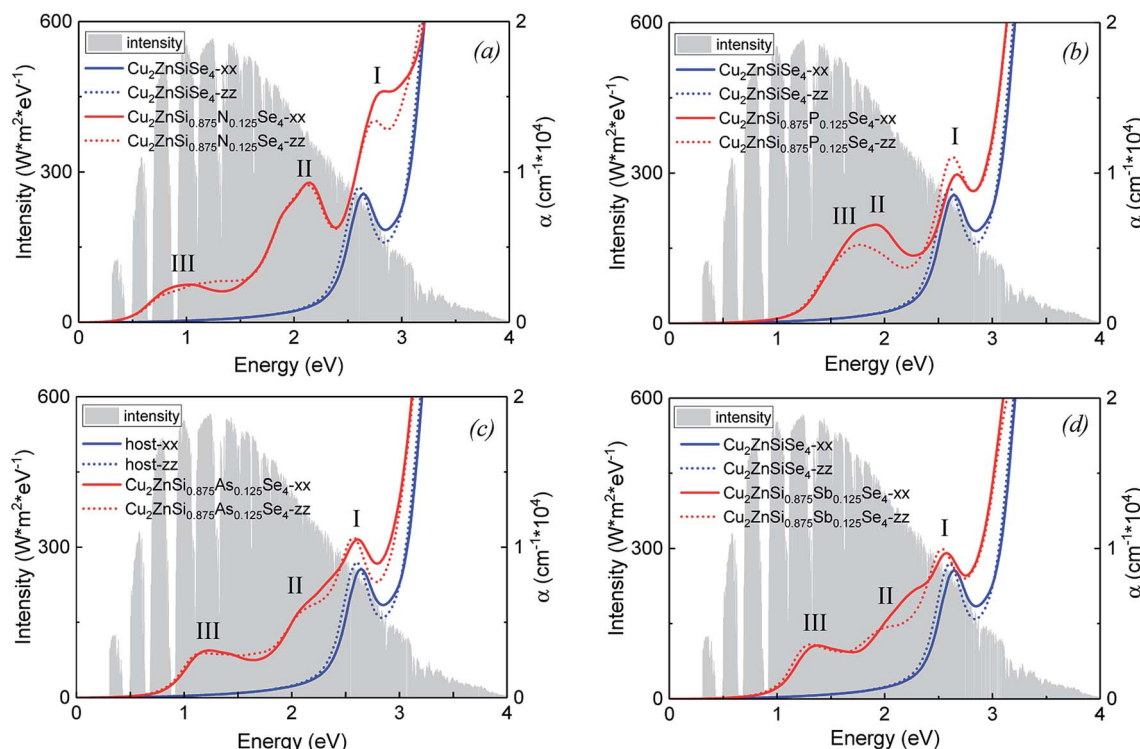 (a)
intensity
Cu₂ZnSiSe₄-xx
Cu₂ZnSiSe₄-zz
Cu₂ZnSi₀.₈₇₅N₀.₁₂₅Se₄-xx
Cu₂ZnSi₀.₈₇₅N₀.₁₂₅Se₄-zz
I
II
III
600
300
0
Intensity (W*m²*eV⁻¹)
2
1
0
α (cm⁻¹*10⁴)
0 1 2 3 4
Energy (eV)
(b)
intensity
Cu₂ZnSiSe₄-xx
Cu₂ZnSiSe₄-zz
Cu₂ZnSi₀.₈₇₅P₀.₁₂₅Se₄-xx
Cu₂ZnSi₀.₈₇₅P₀.₁₂₅Se₄-zz
I
III II
600
300
0
Intensity (W*m²*eV⁻¹)
2
1
0
α (cm⁻¹*10⁴)
0 1 2 3 4
Energy (eV)
(c)
intensity
host-xx
host-zz
Cu₂ZnSi₀.₈₇₅As₀.₁₂₅Se₄-xx
Cu₂ZnSi₀.₈₇₅As₀.₁₂₅Se₄-zz
I
II
III
600
300
0
Intensity (W*m²*eV⁻¹)
2
1
0
α (cm⁻¹*10⁴)
0 1 2 3 4
Energy (eV)
(d)
intensity
Cu₂ZnSiSe₄-xx
Cu₂ZnSiSe₄-zz
Cu₂ZnSi₀.₈₇₅Sb₀.₁₂₅Se₄-xx
Cu₂ZnSi₀.₈₇₅Sb₀.₁₂₅Se₄-zz
I
II
III
600
300
0
Intensity (W*m²*eV⁻¹)
2
1
0
α (cm⁻¹*10⁴)
0 1 2 3 4
Energy (eV)